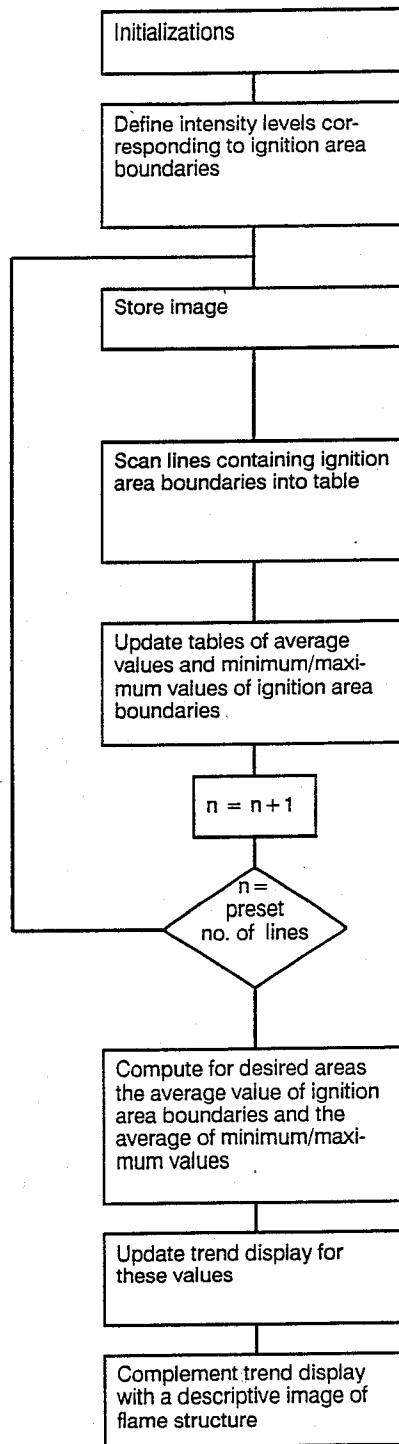 Initializations
Define intensity levels cor-
responding to ignition area
boundaries
Store image
Scan lines containing ignition
area boundaries into table
Update tables of average
values and minimum/maxi-
mum values of ignition area
boundaries
n = n+1
n=
preset
no. of lines
Compute for desired areas
the average value of ignition
area boundaries and the
average of minimum/maxi-
mum values
Update trend display for
these values
Complement trend display
with a descriptive image of
flame structure